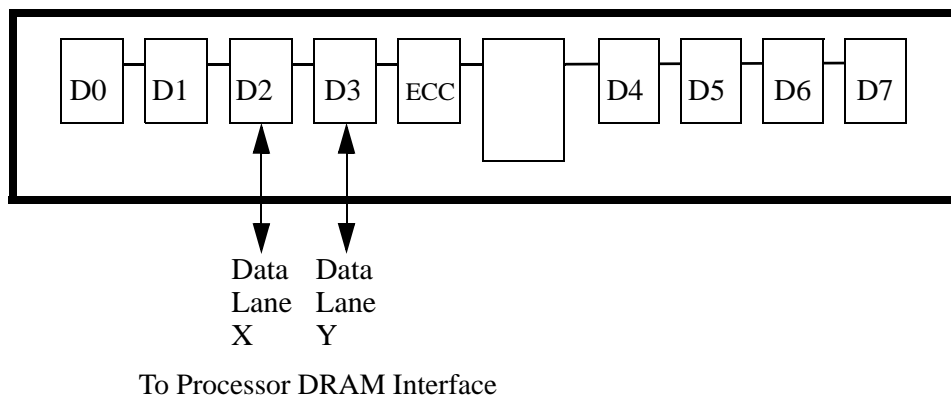 D0 D1 D2 D3 ECC D4 D5 D6 D7
Data Data
Lane Lane
X Y
To Processor DRAM Interface